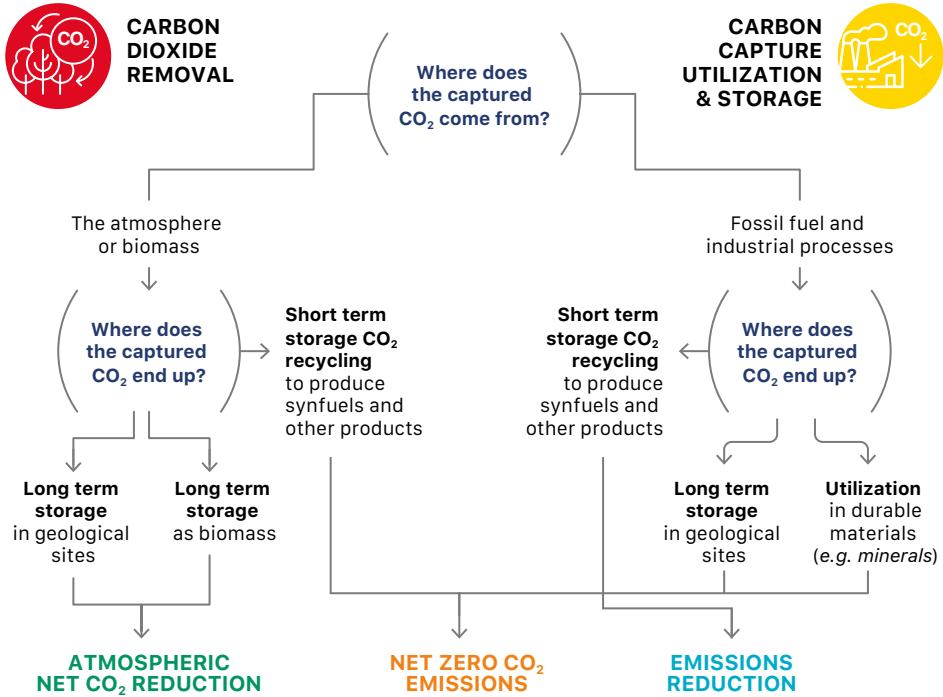 CO₂
CARBON
DIOXIDE
REMOVAL
Where does
the captured
CO₂ come from?
CARBON
CAPTURE
UTILIZATION
& STORAGE
CO₂
The atmosphere
or biomass
Fossil fuel and
industrial processes
Where does
the captured
CO₂ end up?
Short term
storage CO₂
recycling
to produce
synfuels and
other products
Short term
storage CO₂
recycling
to produce
synfuels and
other products
Where does
the captured
CO₂ end up?
Long term
storage
in geological
sites
Long term
storage
as biomass
Long term
storage
in geological
sites
Utilization
in durable
materials
(e.g. minerals)
ATMOSPHERIC
NET CO₂ REDUCTION
NET ZERO CO₂
EMISSIONS
EMISSIONS
REDUCTION